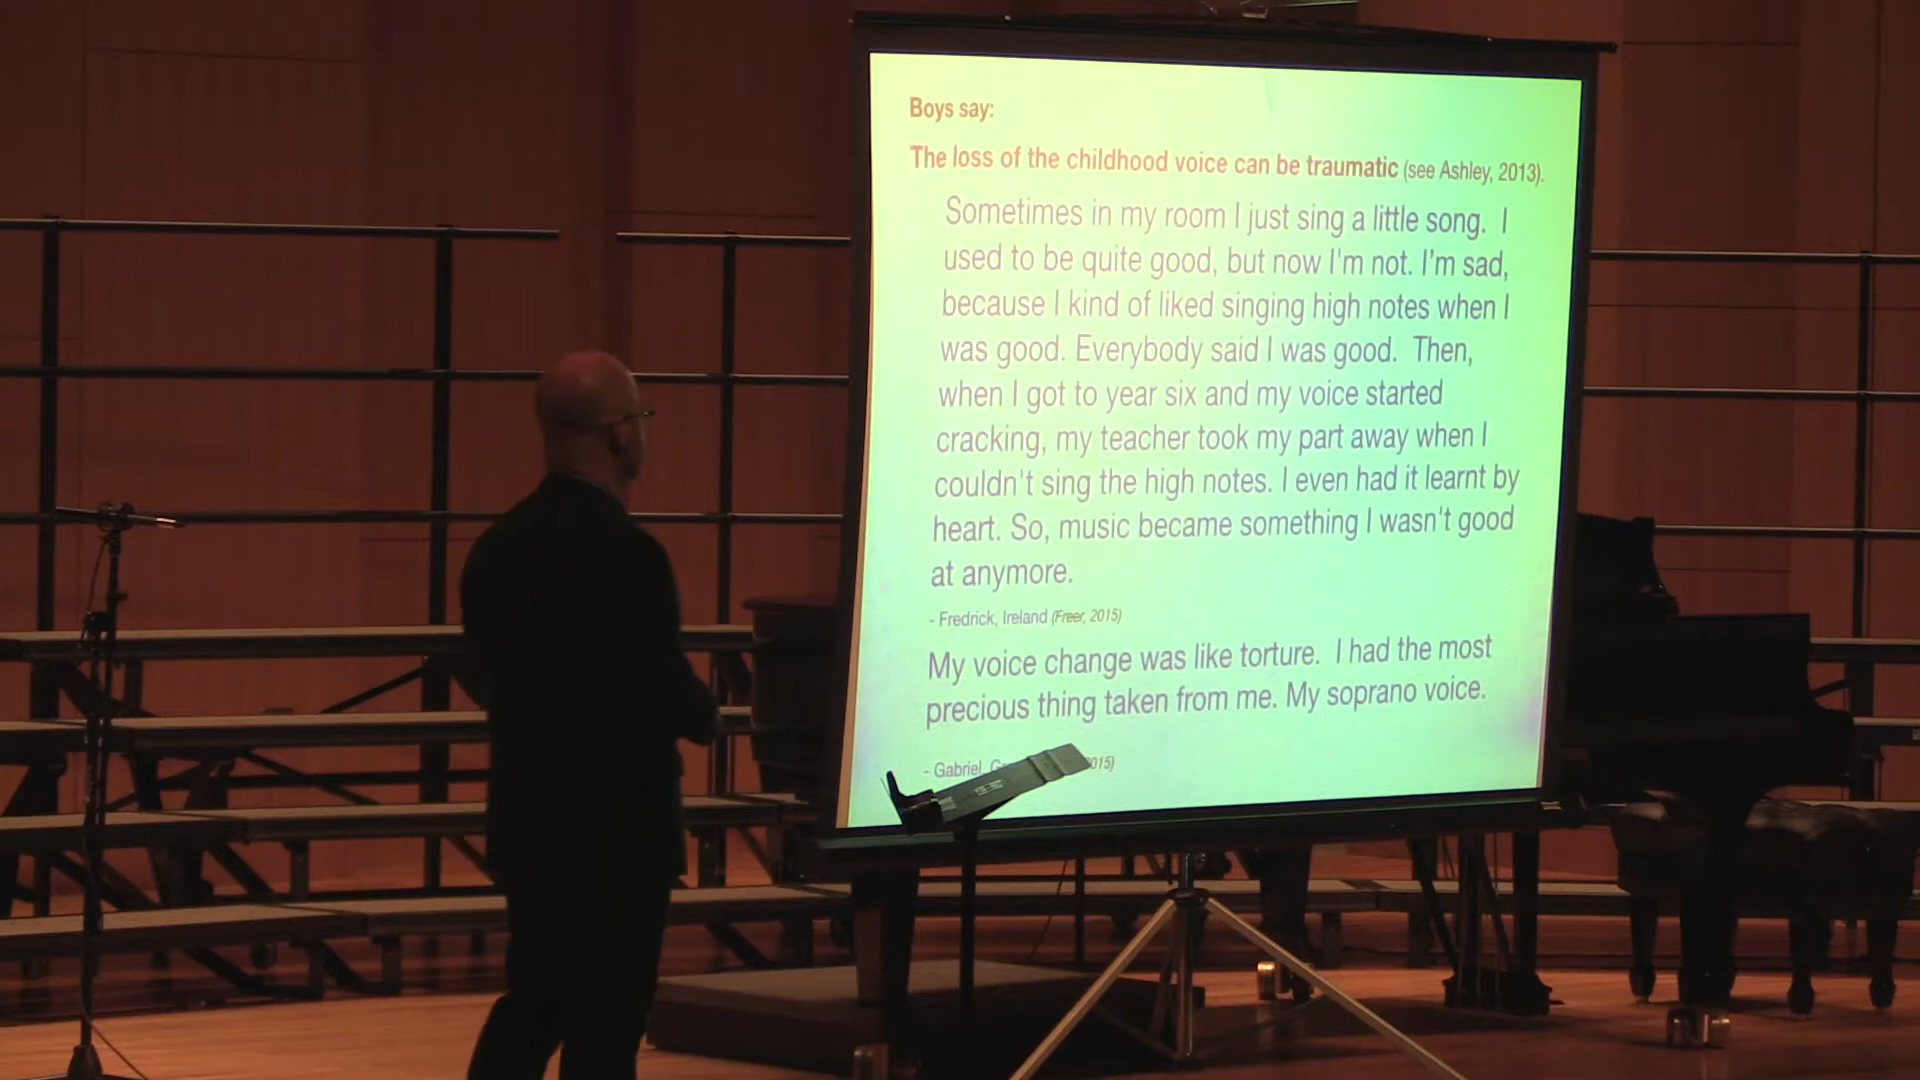 Boys say:
The loss of the childhood voice can be traumatic (see Ashley, 2013).
Sometimes in my room I just sing a little song. I
used to be quite good, but now I'm not. I'm sad,
because I kind of liked singing high notes when I
was good. Everybody said I was good. Then,
when I got to year six and my voice started
cracking, my teacher took my part away when I
couldn't sing the high notes. I even had it learnt by
heart. So, music became something I wasn't good
at anymore.
- Fredrick, Ireland (Freer, 2015)
My voice change was like torture. I had the most
precious thing taken from me. My soprano voice.
- Gabriel,